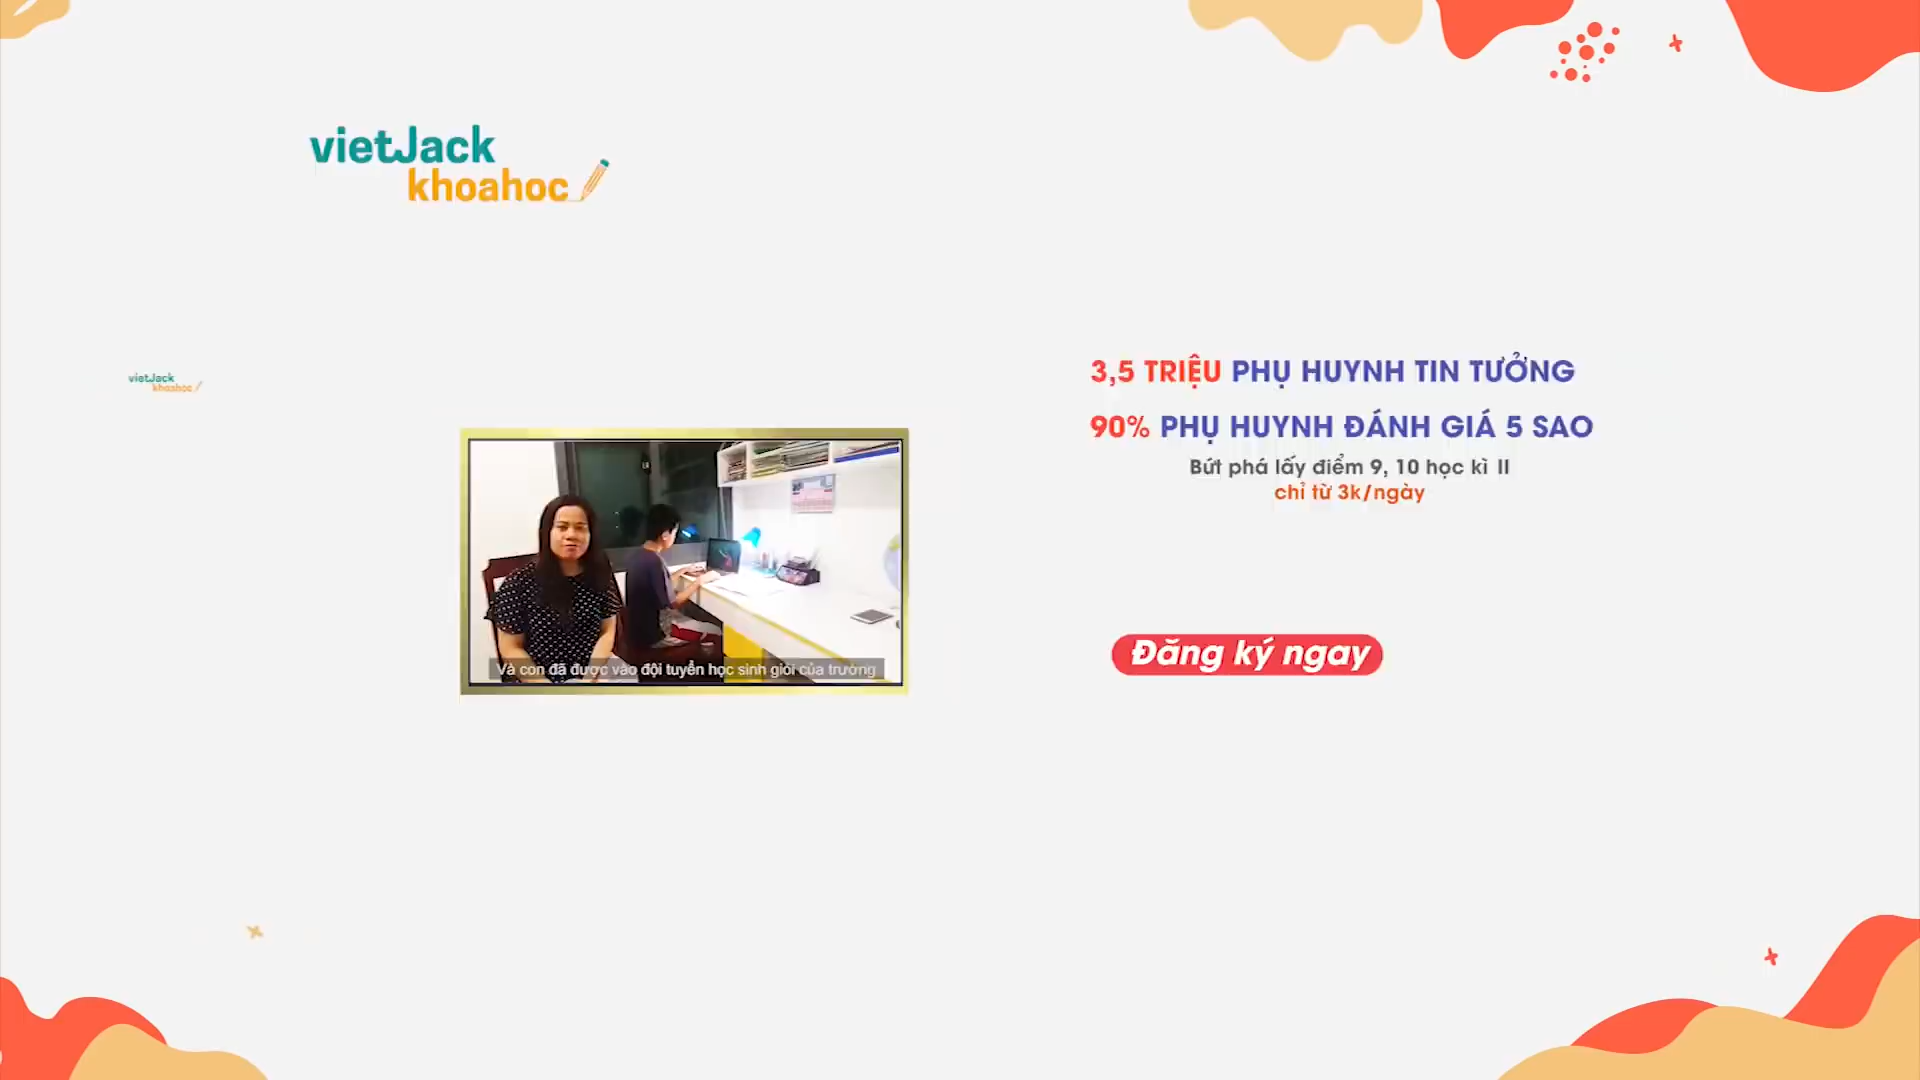 vietJack
khoahoc
vietJack
khoahoc
3,5 TRIỆU PHỤ HUYNH TIN TƯỞNG
90% PHỤ HUYNH ĐÁNH GIÁ 5 SAO
Bứt phá lấy điểm 9, 10 học kì II
chỉ từ 3k/ngày
Và con đã được vào đội tuyển học sinh giỏi của trường
Đăng ký ngay